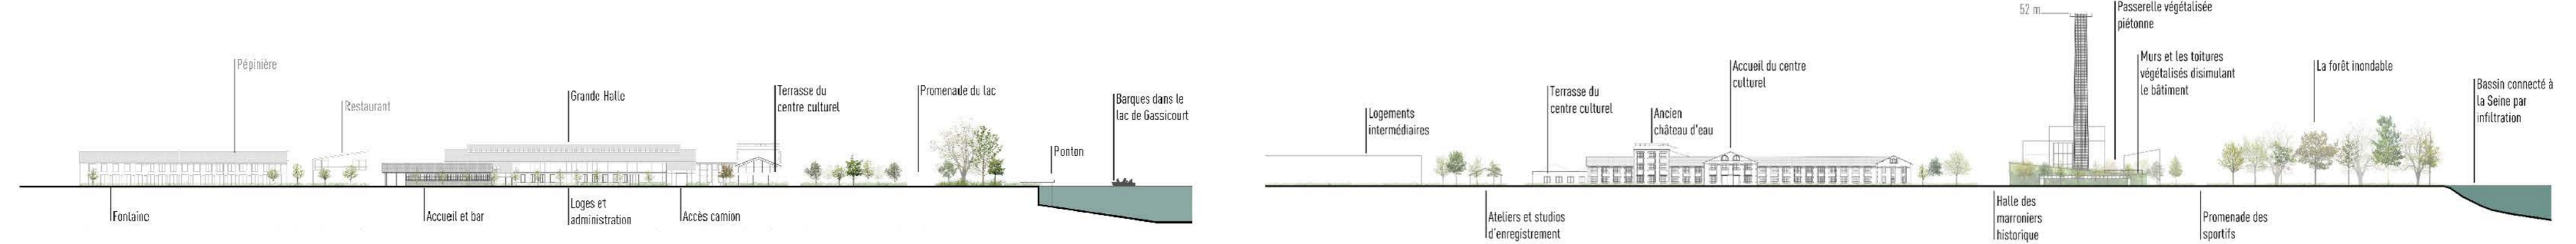 Pépinière
Restaurant
Grande Halle
Terrasse du
centre culturel
Promenade du lac
Barques dans le
lac de Gassicourt
Ponton
Fontaine
Accueil et bar
Loges et
administration
Accès camion
Logements
intermédiaires
Terrasse du
centre culturel
Ancien
château d'eau
Accueil du centre
culturel
52 m
Passerelle végétalisée
piétonne
Murs et les toitures
végétalisés disimulant
le bâtiment
La forêt inondable
Bassin connecté à
la Seine par
infiltration
Ateliers et studios
d'enregistrement
Halle des
marroniers
historique
Promenade des
sportifs